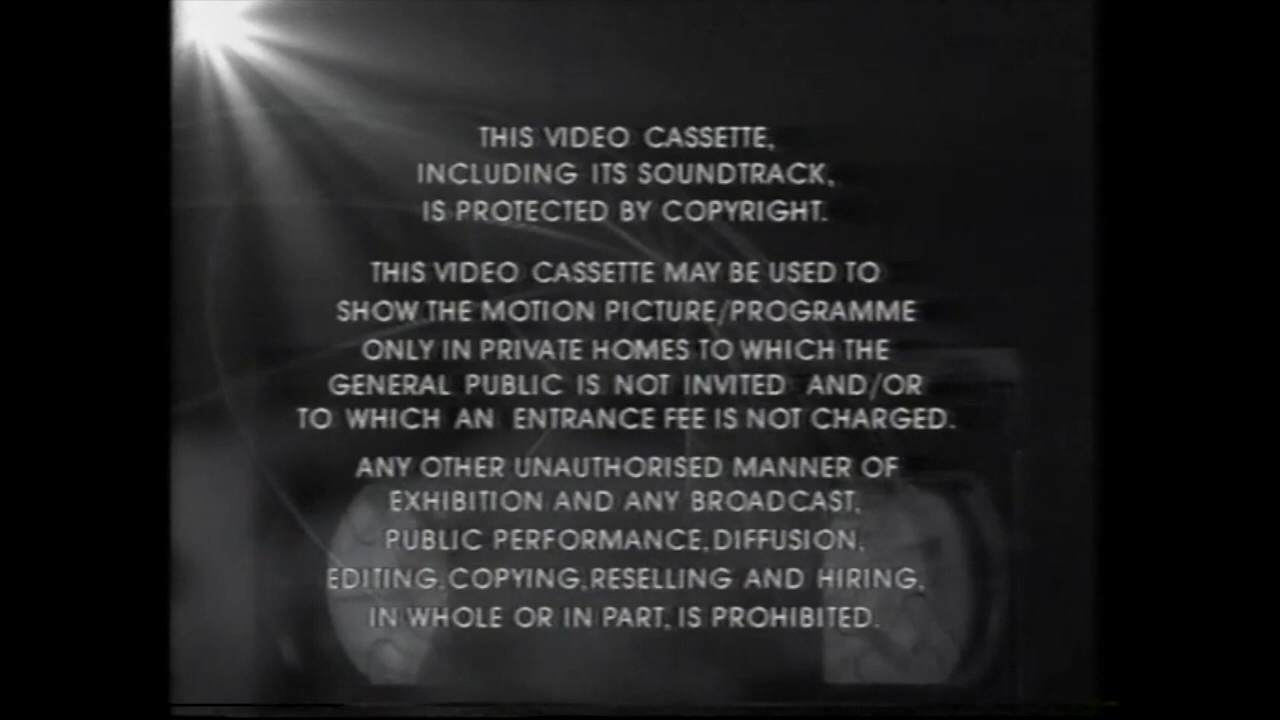 THIS VIDEO CASSETTE,
INCLUDING ITS SOUNDTRACK,
IS PROTECTED BY COPYRIGHT.
THIS VIDEO CASSETTE MAY BE USED TO
SHOW THE MOTION PICTURE/PROGRAMME
ONLY IN PRIVATE HOMES TO WHICH THE
GENERAL PUBLIC IS NOT INVITED AND/OR
TO WHICH AN ENTRANCE FEE IS NOT CHARGED.
ANY OTHER UNAUTHORISED MANNER OF
EXHIBITION AND ANY BROADCAST,
PUBLIC PERFORMANCE, DIFFUSION,
EDITING, COPYING, RESELLING AND HIRING,
IN WHOLE OR IN PART, IS PROHIBITED.